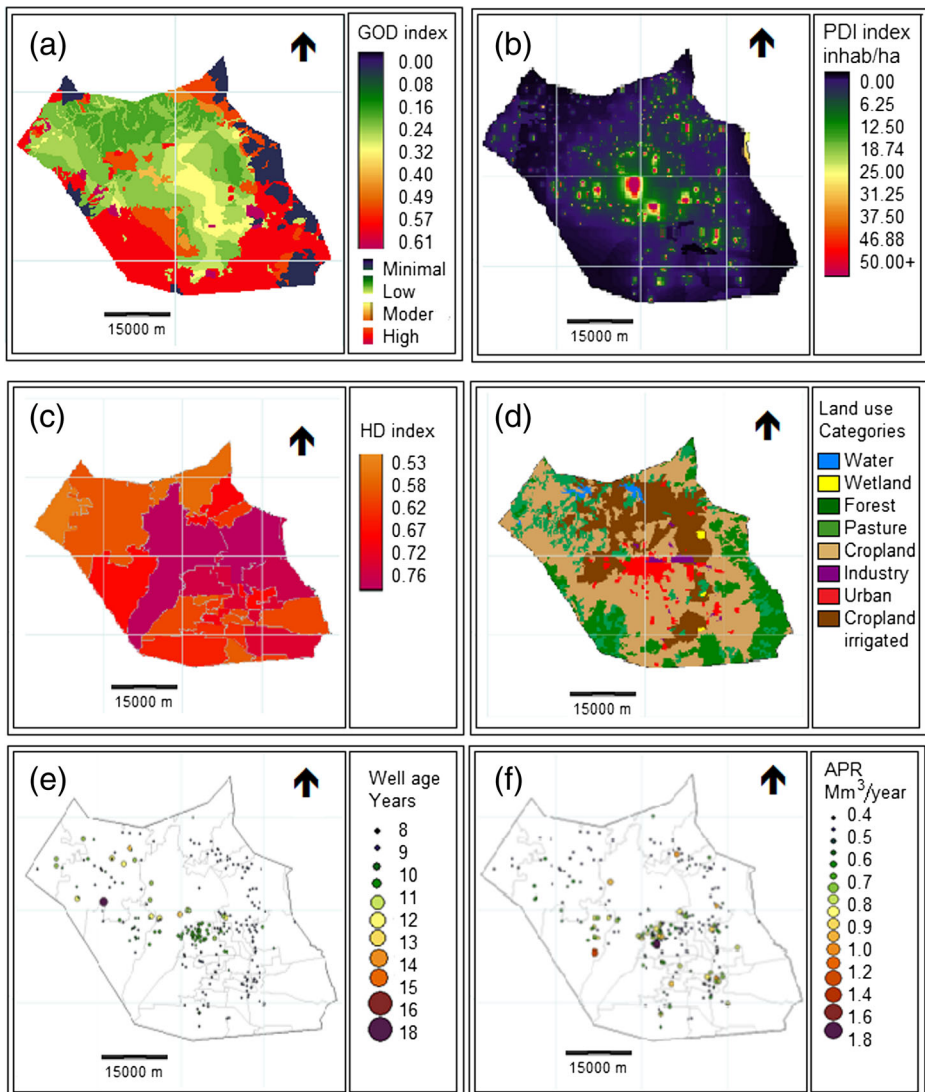 (a)
GOD index
0.00
0.08
0.16
0.24
0.32
0.40
0.49
0.57
0.61
Minimal
Low
Moder
High
15000 m
(b)
PDI index
inhab/ha
0.00
6.25
12.50
18.74
25.00
31.25
37.50
46.88
50.00+
15000 m
(c)
HD index
0.53
0.58
0.62
0.67
0.72
0.76
15000 m
(d)
Land use
Categories
Water
Wetland
Forest
Pasture
Cropland
Industry
Urban
Cropland
irrigated
15000 m
(e)
Well age
Years
8
9
10
11
12
13
14
15
16
18
15000 m
(f)
APR
Mm³/year
0.4
0.5
0.6
0.7
0.8
0.9
1.0
1.2
1.4
1.6
1.8
15000 m